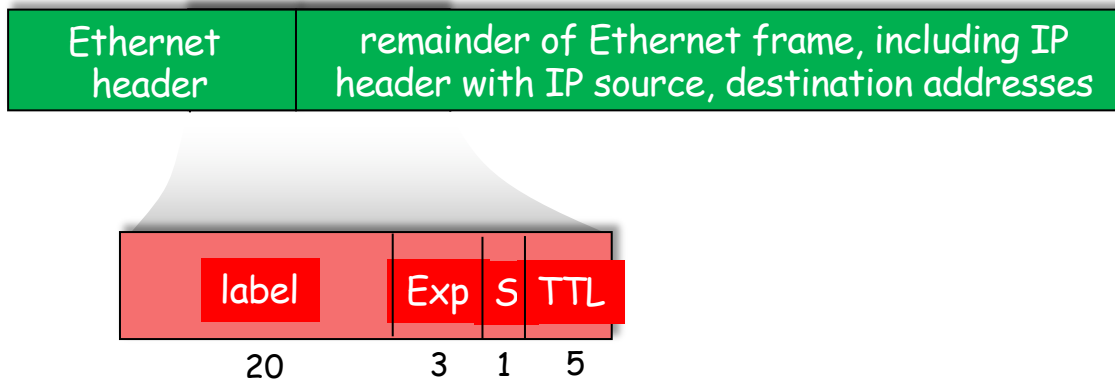 Ethernet
header
remainder of Ethernet frame, including IP
header with IP source, destination addresses
label Exp S TTL
20 3 1 5